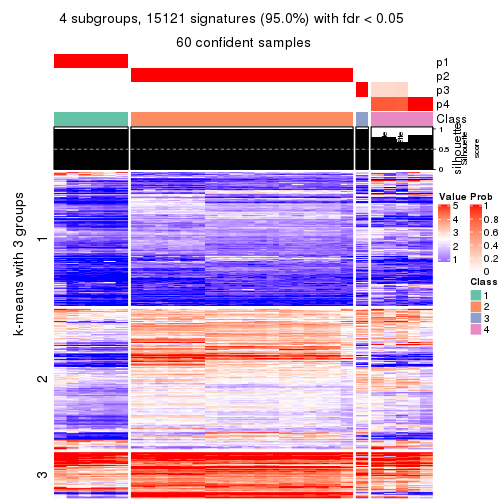 4 subgroups, 15121 signatures (95.0%) with fdr < 0.05
60 confident samples
p1
p2
p3
p4
Class
1
0.5
0
silhouette
Silhouette
score
k-means with 3 groups
1
2
3
Value
5
4
3
2
1
Prob
1
0.8
0.6
0.4
0.2
0
Class
1
2
3
4